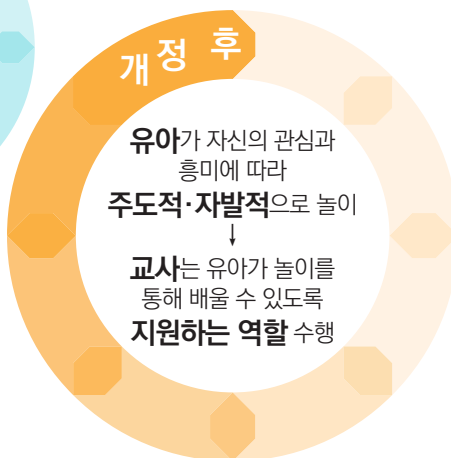 개정 후
유아가 자신의 관심과
흥미에 따라
주도적·자발적으로 놀이
↓
교사는 유아가 놀이를
통해 배울 수 있도록
지원하는 역할 수행